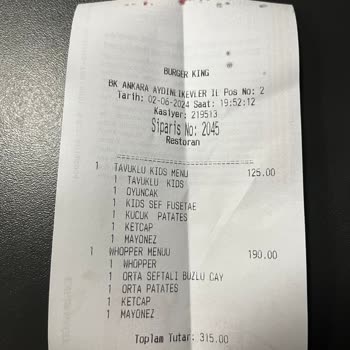 BURGER KING
BK ANKARA AYDINLIKEVLER II Pos No: 2
Tarih: 02-06-2024 Saat: 19:52:12
Kasiyer: 219513
Siparis No: 2045
Restoran
1 TAVUKLU KIDS MENU 125.00
1 TAVUKLU KIDS
1 OYUNCAK
1 KIDS SEF FUSETAE
1 KUCUK PATATES
1 KETCAP
1 MAYONEZ
1 WHOPPER MENUU 190.00
1 WHOPPER
1 ORTA SEFTALI BUZLU CAY
1 ORTA PATATES
1 KETCAP
1 MAYONEZ
Toplam Tutar: 315.00